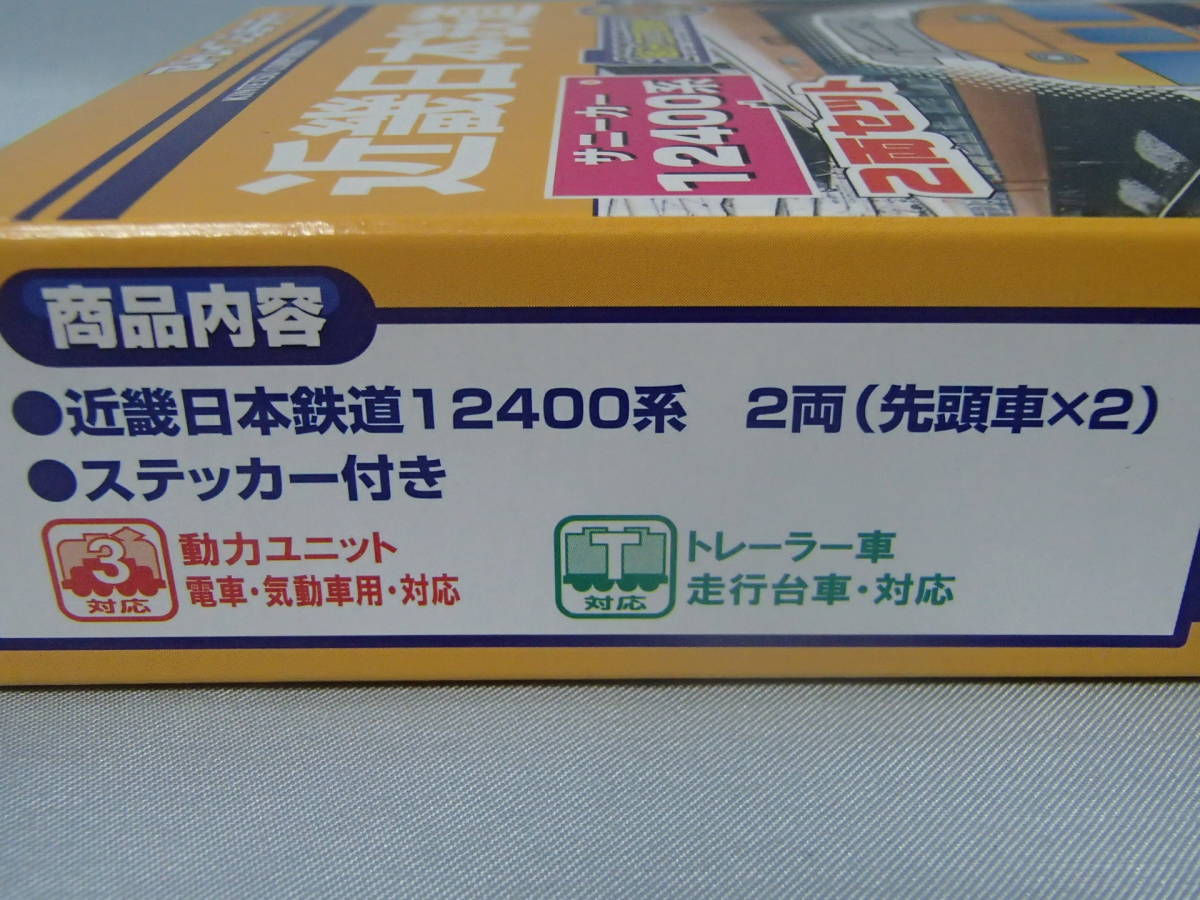 近畿日本鉄道
サニーカー
12400系
2両セット
商品内容
●近畿日本鉄道12400系　2両(先頭車×2)
●ステッカー付き
3
対応
動力ユニット
電車・気動車用・対応
T
対応
トレーラー車
走行台車・対応